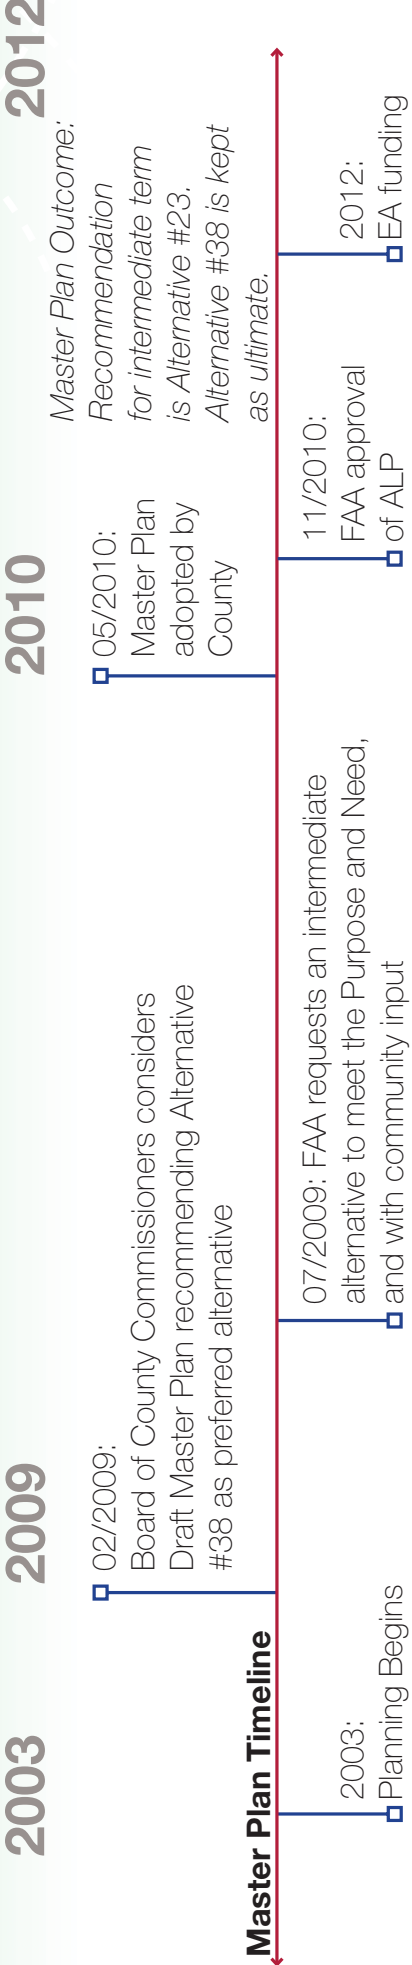 2003
2009
2010
2012
Master Plan Timeline
2003:
Planning Begins
02/2009:
Board of County Commissioners considers
Draft Master Plan recommending Alternative
#38 as preferred alternative
07/2009: FAA requests an intermediate
alternative to meet the Purpose and Need,
and with community input
05/2010:
Master Plan
adopted by
County
11/2010:
FAA approval
of ALP
Master Plan Outcome:
Recommendation
for intermediate term
is Alternative #23.
Alternative #38 is kept
as ultimate.
2012:
EA funding